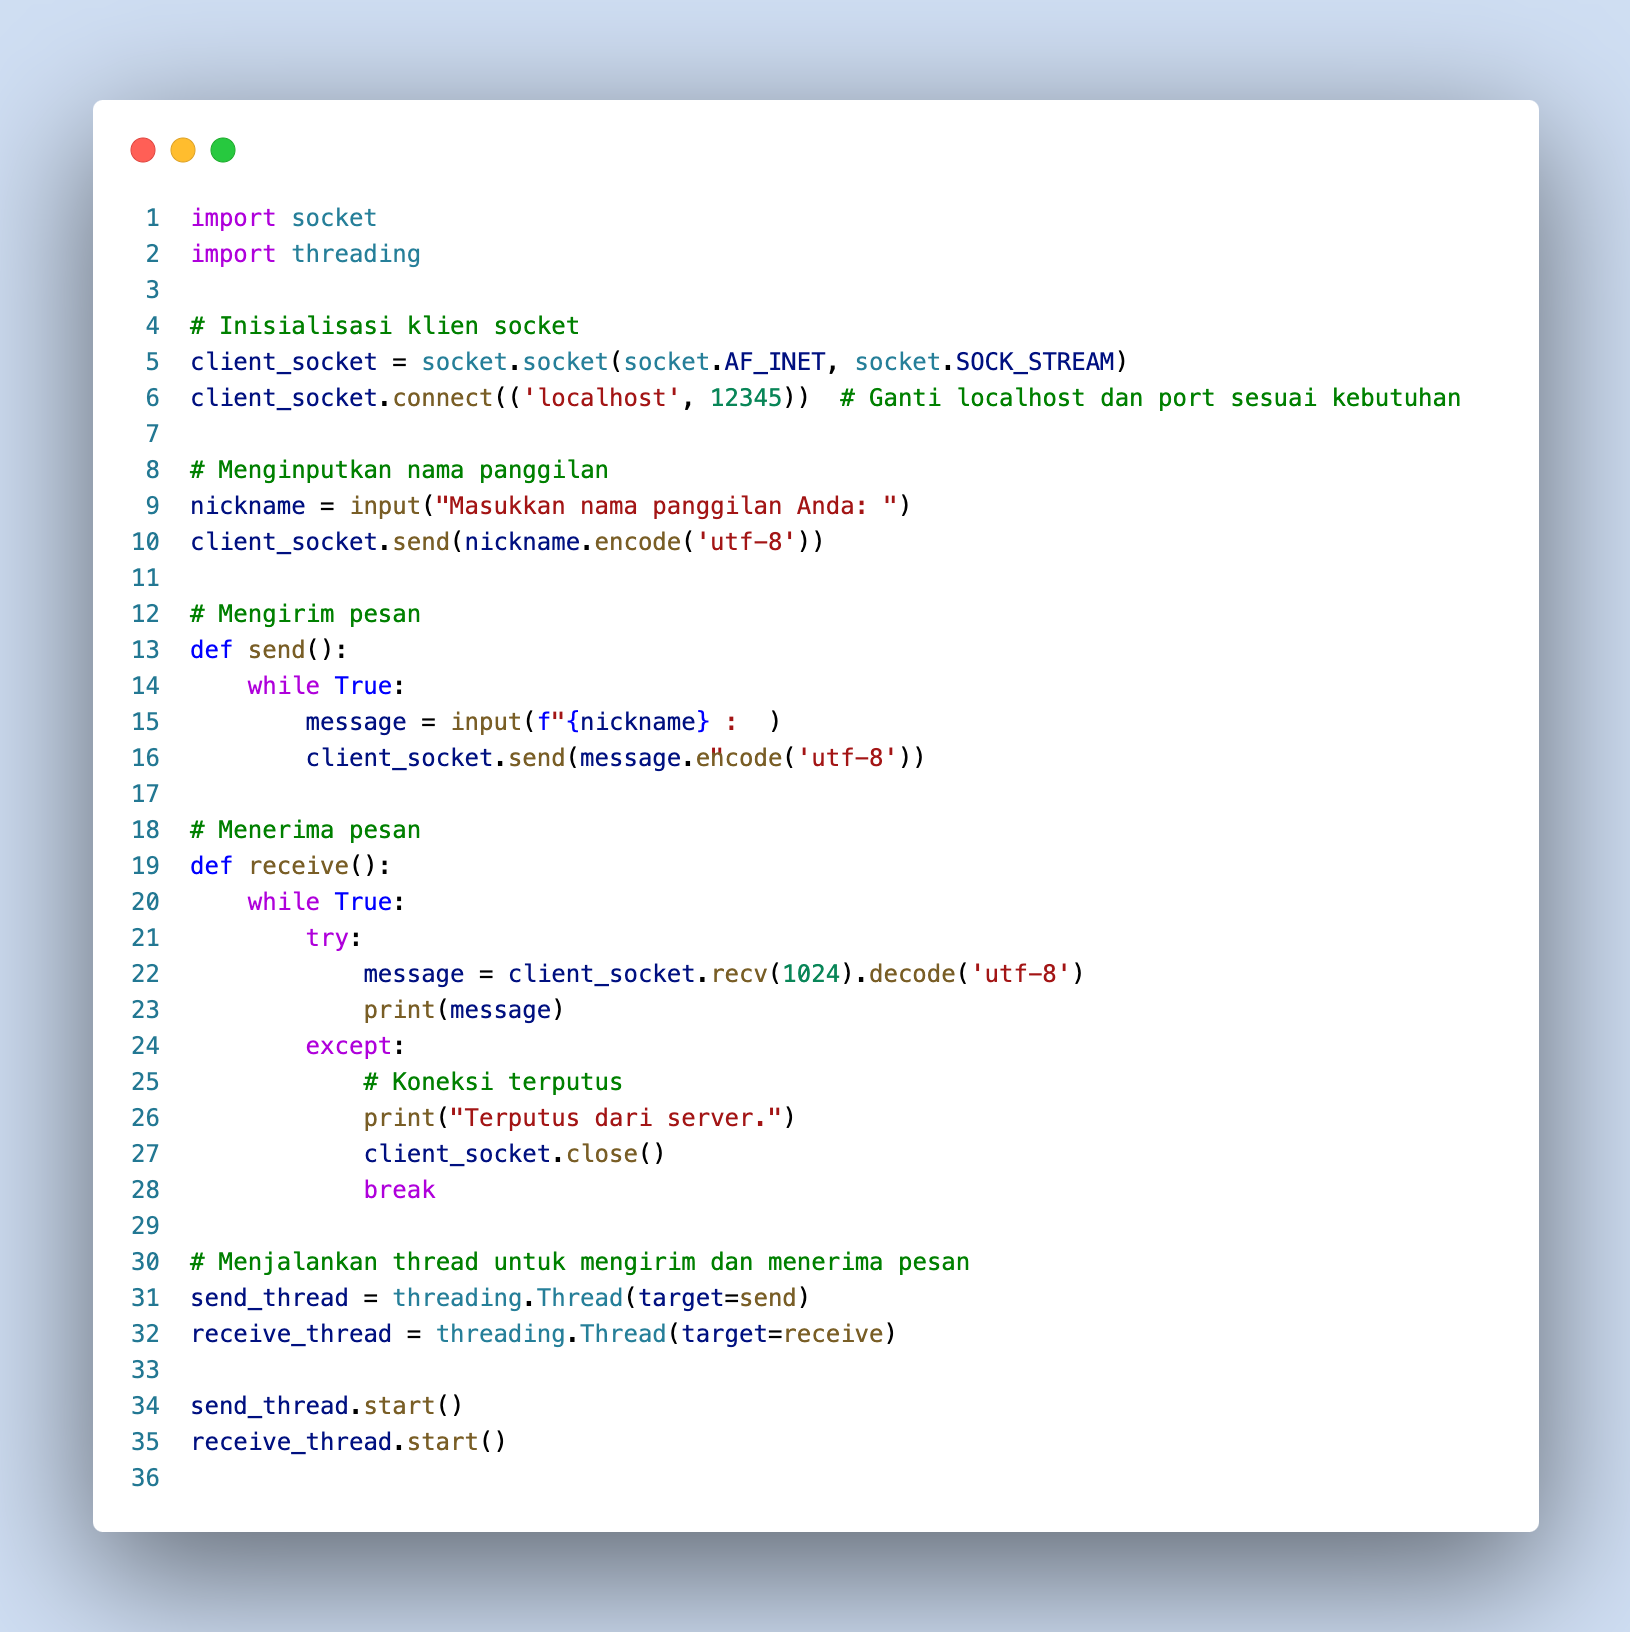 1 import socket
2 import threading
3
4 # Inisialisasi klien socket
5 client_socket = socket.socket(socket.AF_INET, socket.SOCK_STREAM)
6 client_socket.connect(('localhost', 12345))  # Ganti localhost dan port sesuai kebutuhan
7
8 # Menginputkan nama panggilan
9 nickname = input("Masukkan nama panggilan Anda: ")
10 client_socket.send(nickname.encode('utf-8'))
11
12 # Mengirim pesan
13 def send():
14     while True:
15         message = input(f"{nickname} :  )
16         client_socket.send(message.encode('utf-8'))
17
18 # Menerima pesan
19 def receive():
20     while True:
21         try:
22             message = client_socket.recv(1024).decode('utf-8')
23             print(message)
24         except:
25             # Koneksi terputus
26             print("Terputus dari server.")
27             client_socket.close()
28             break
29
30 # Menjalankan thread untuk mengirim dan menerima pesan
31 send_thread = threading.Thread(target=send)
32 receive_thread = threading.Thread(target=receive)
33
34 send_thread.start()
35 receive_thread.start()
36